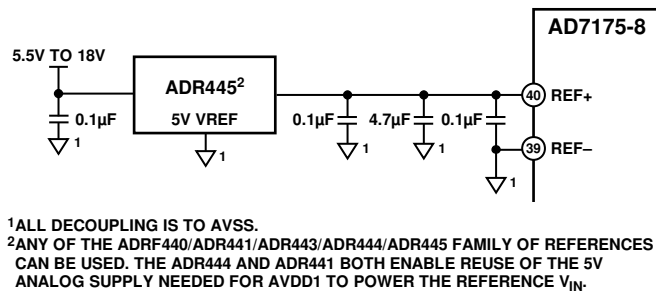 AD7175-8
5.5V TO 18V
ADR445²
5V VREF
0.1µF
1
1
0.1µF
1
4.7µF
1
0.1µF
1
40 REF+
39 REF–
¹ALL DECOUPLING IS TO AVSS.
²ANY OF THE ADRF440/ADR441/ADR443/ADR444/ADR445 FAMILY OF REFERENCES
CAN BE USED. THE ADR444 AND ADR441 BOTH ENABLE REUSE OF THE 5V
ANALOG SUPPLY NEEDED FOR AVDD1 TO POWER THE REFERENCE VIN.